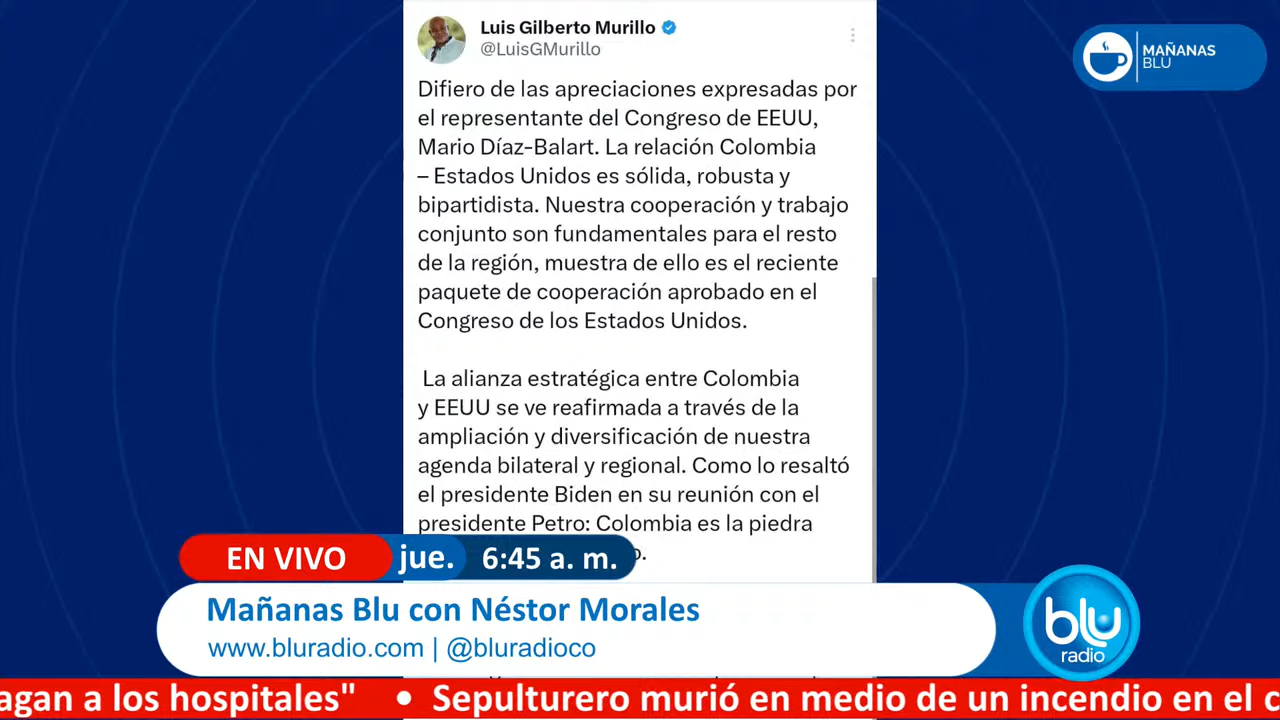 Luis Gilberto Murillo
@LuisGMurillo
MAÑANAS
BLU
Difiero de las apreciaciones expresadas por
el representante del Congreso de EEUU,
Mario Díaz-Balart. La relación Colombia
– Estados Unidos es sólida, robusta y
bipartidista. Nuestra cooperación y trabajo
conjunto son fundamentales para el resto
de la región, muestra de ello es el reciente
paquete de cooperación aprobado en el
Congreso de los Estados Unidos.
La alianza estratégica entre Colombia
y EEUU se ve reafirmada a través de la
ampliación y diversificación de nuestra
agenda bilateral y regional. Como lo resaltó
el presidente Biden en su reunión con el
presidente Petro: Colombia es la piedra
EN VIVO jue. 6:45 a. m.
Mañanas Blu con Néstor Morales
www.bluradio.com | @bluradioco
blu
radio
agan a los hospitales" • Sepulturero murió en medio de un incendio en el c